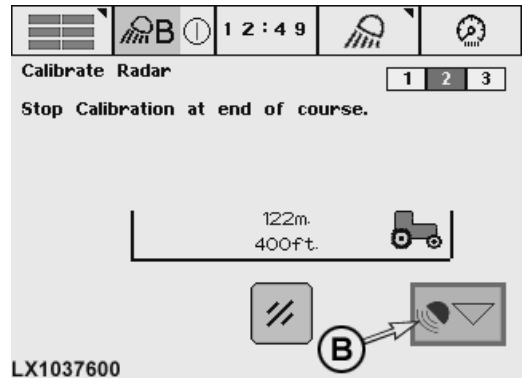 B 12:49
Calibrate Radar
1 2 3
Stop Calibration at end of course.
122m.
400ft.
B
LX1037600